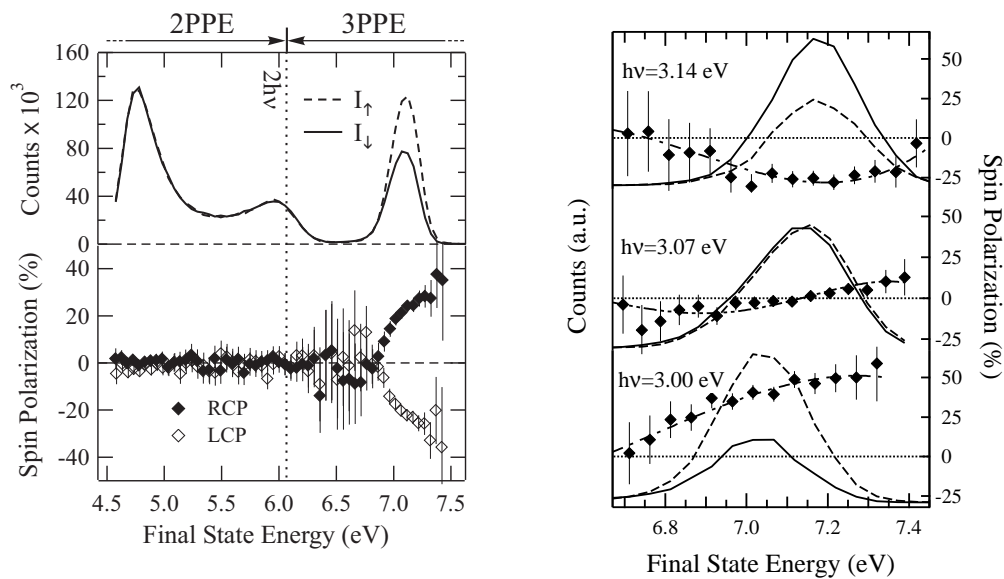 2PPE 3PPE
160
120
80
40
0
Counts x 10³
2hν
I↑
I↓
40
20
0
-20
-40
Spin Polarization (%)
RCP
LCP
4.5 5.0 5.5 6.0 6.5 7.0 7.5
Final State Energy (eV)
hν=3.14 eV
50
25
0
-25
hν=3.07 eV
50
25
0
-25
hν=3.00 eV
50
25
0
-25
Counts (a.u.)
Spin Polarization (%)
6.8 7.0 7.2 7.4
Final State Energy (eV)